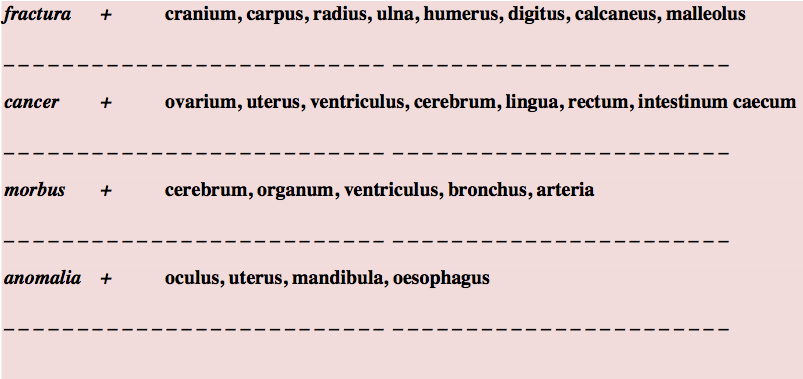 fractura + cranium, carpus, radius, ulna, humerus, digitus, calcaneus, malleolus
_ _ _ _ _ _ _ _ _ _ _ _ _ _ _ _ _ _ _ _ _ _ _ _ _ _ _ _ _ _ _ _ _ _ _ _ _ _ _ _ _ _ _ _ _ _ _ _ _
cancer + ovarium, uterus, ventriculus, cerebrum, lingua, rectum, intestinum caecum
_ _ _ _ _ _ _ _ _ _ _ _ _ _ _ _ _ _ _ _ _ _ _ _ _ _ _ _ _ _ _ _ _ _ _ _ _ _ _ _ _ _ _ _ _ _ _ _ _
morbus + cerebrum, organum, ventriculus, bronchus, arteria
_ _ _ _ _ _ _ _ _ _ _ _ _ _ _ _ _ _ _ _ _ _ _ _ _ _ _ _ _ _ _ _ _ _ _ _ _ _ _ _ _ _ _ _ _ _ _ _ _
anomalia + oculus, uterus, mandibula, oesophagus
_ _ _ _ _ _ _ _ _ _ _ _ _ _ _ _ _ _ _ _ _ _ _ _ _ _ _ _ _ _ _ _ _ _ _ _ _ _ _ _ _ _ _ _ _ _ _ _ _